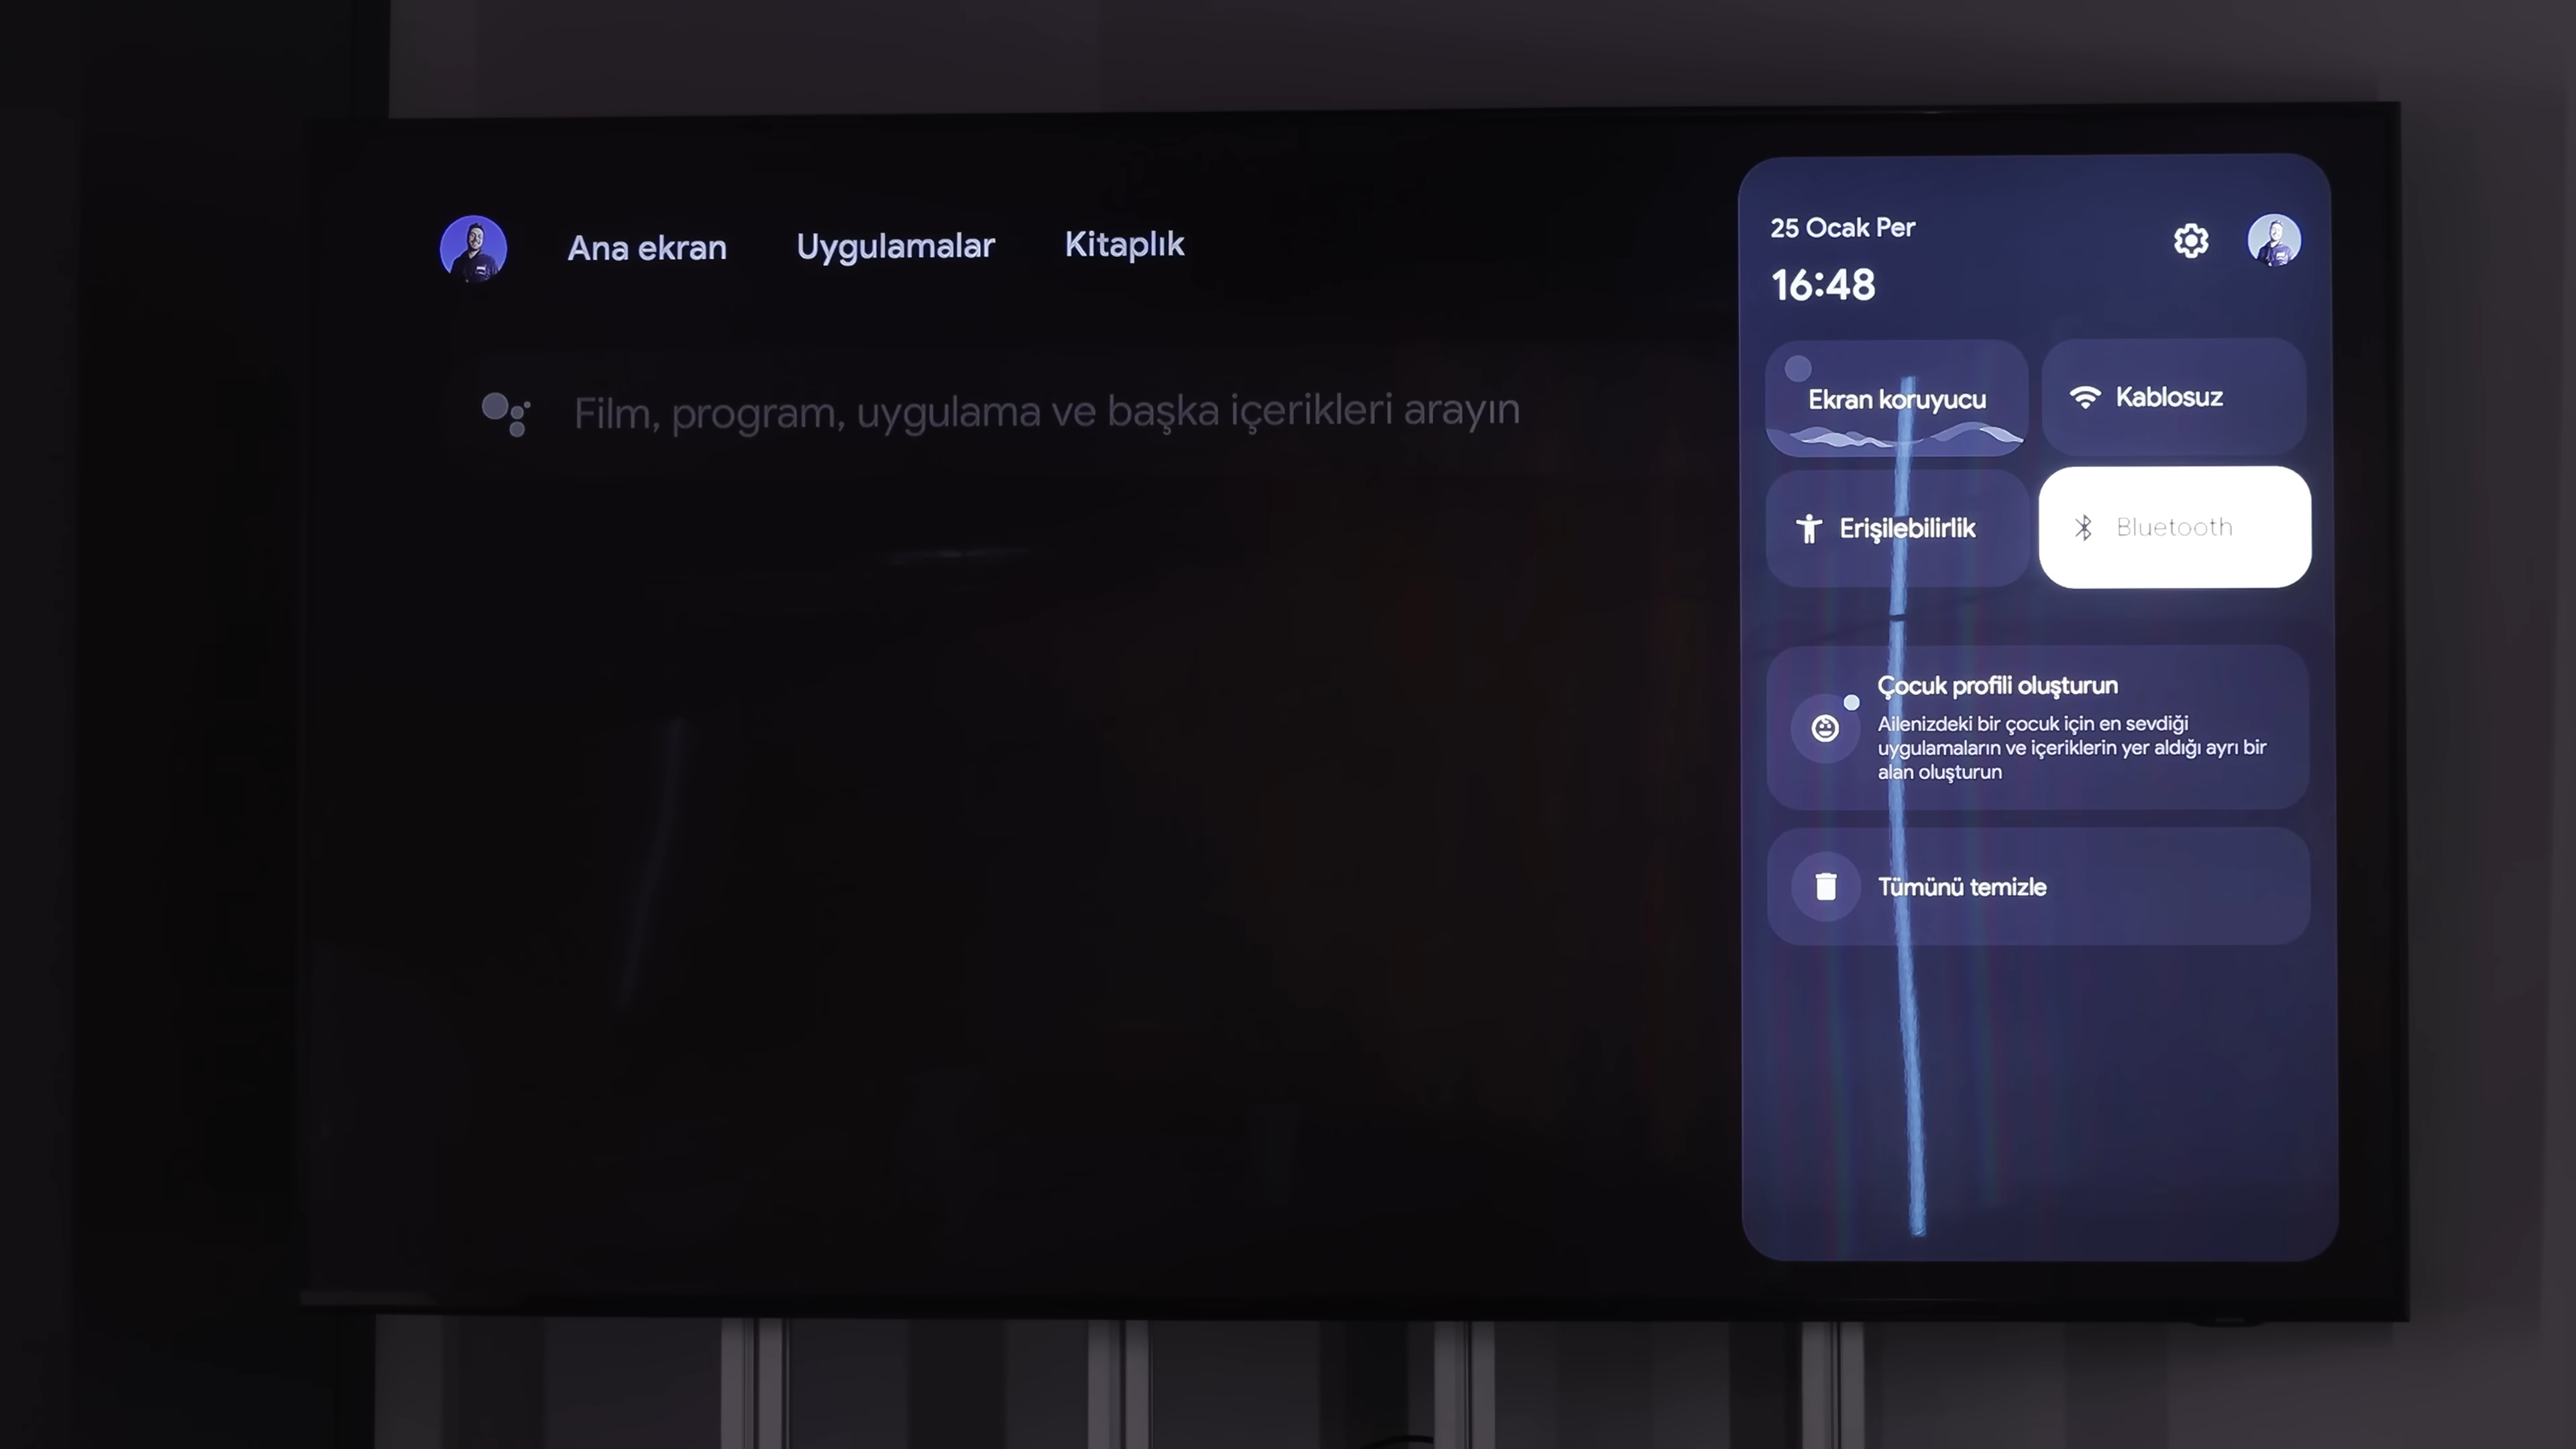 Ana ekran
Uygulamalar
Kitaplık
Film, program, uygulama ve başka içerikleri arayın
25 Ocak Per
16:48
Ekran koruyucu
Kablosuz
Erişilebilirlik
Bluetooth
Çocuk profili oluşturun
Ailenizdeki bir çocuk için en sevdiği
uygulamaların ve içeriklerin yer aldığı ayrı bir
alan oluşturun
Tümünü temizle